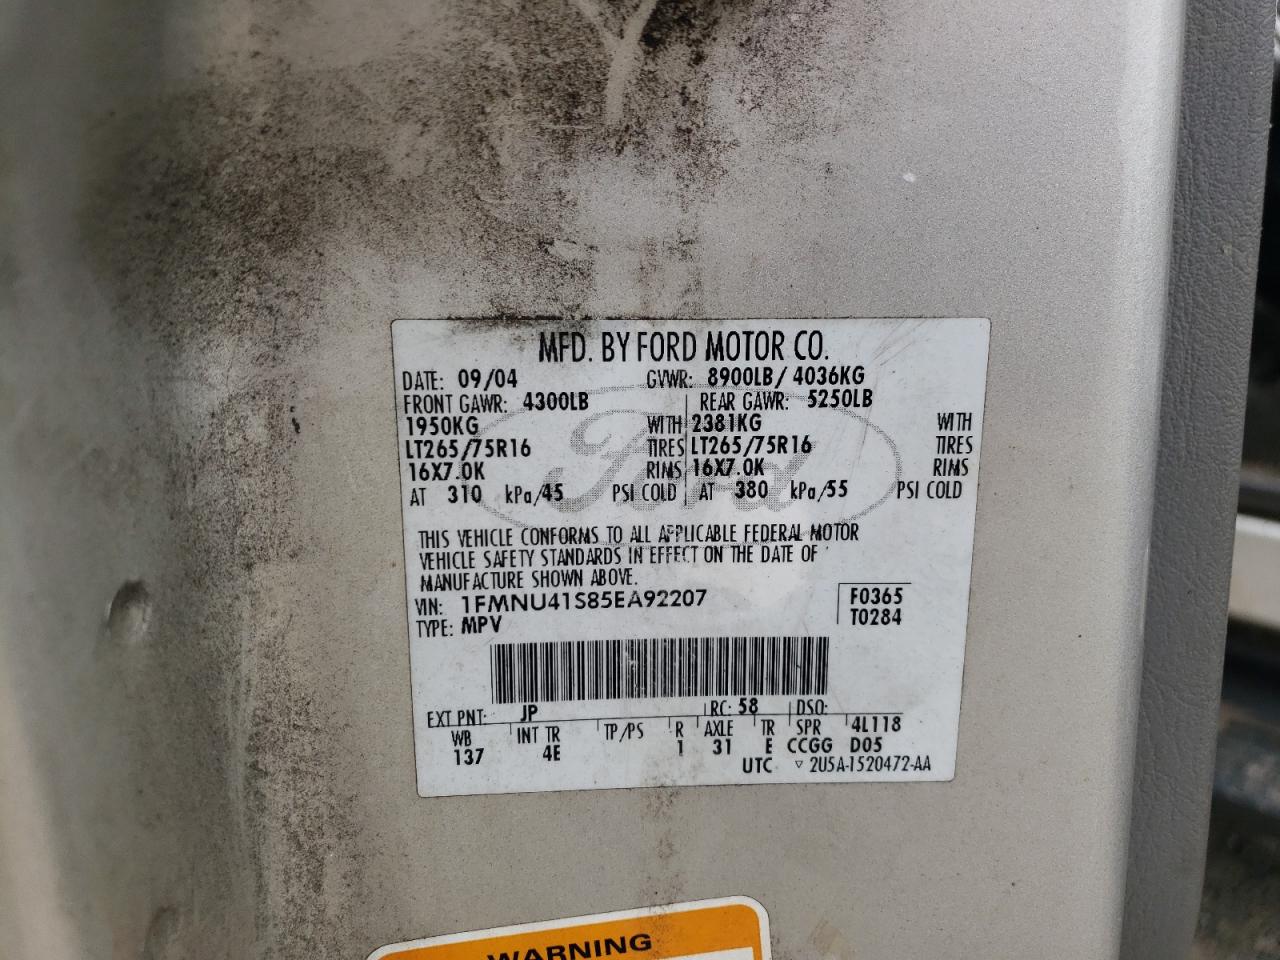 MFD. BY FORD MOTOR CO.
DATE: 09/04 GVWR: 8900LB/ 4036KG
FRONT GAWR: 4300LB REAR GAWR: 5250LB
1950KG WITH 2381KG WITH
LT265/75R16 TIRES LT265/75R16 TIRES
16X7.0K RIMS 16X7.0K RIMS
AT 310 kPa/45 PSI COLD AT 380 kPa/55 PSI COLD
Ford
THIS VEHICLE CONFORMS TO ALL APPLICABLE FEDERAL MOTOR
VEHICLE SAFETY STANDARDS IN EFFECT ON THE DATE OF
MANUFACTURE SHOWN ABOVE.
VIN: 1FMNU41S85EA92207 F0365
TYPE: MPV T0284
EXT PNT: JP RC: 58 DSO:
WB INT TR TP/PS R AXLE TR SPR 4L118
137 4E 1 31 E CCGG D05
UTC ▿ 2U5A-1520472-AA
WARNING